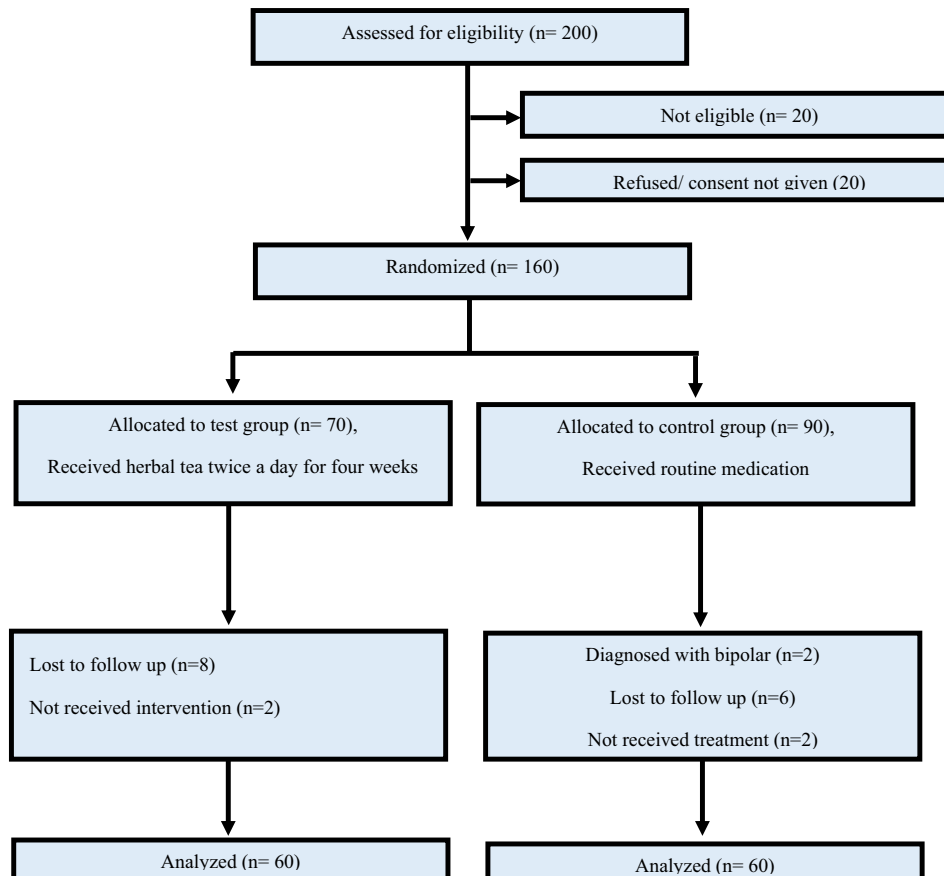 Assessed for eligibility (n= 200)
Not eligible (n= 20)
Refused/ consent not given (20)
Randomized (n= 160)
Allocated to test group (n= 70),
Received herbal tea twice a day for four weeks
Allocated to control group (n= 90),
Received routine medication
Lost to follow up (n=8)
Not received intervention (n=2)
Diagnosed with bipolar (n=2)
Lost to follow up (n=6)
Not received treatment (n=2)
Analyzed (n= 60)
Analyzed (n= 60)